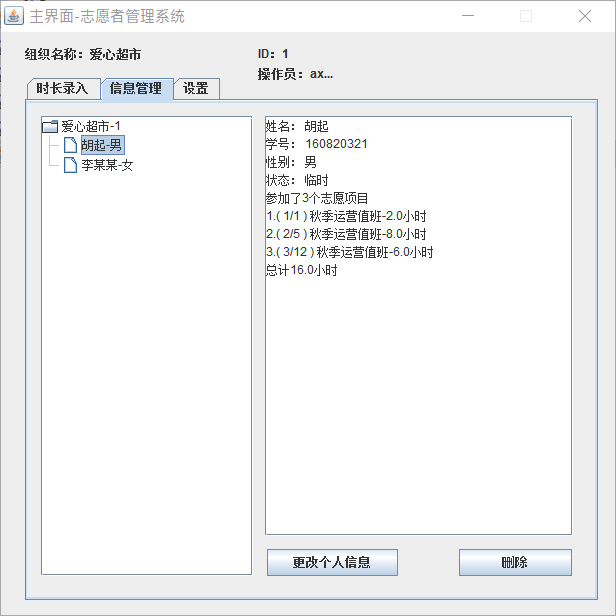 主界面-志愿者管理系统
组织名称：爱心超市
ID：1
操作员：ax...
时长录入
信息管理
设置
爱心超市-1
胡起-男
李某某-女
姓名： 胡起
学号： 160820321
性别： 男
状态： 临时
参加了3个志愿项目
1.( 1/1 ) 秋季运营值班-2.0小时
2.( 2/5 ) 秋季运营值班-8.0小时
3.( 3/12 ) 秋季运营值班-6.0小时
总计16.0小时
更改个人信息
删除